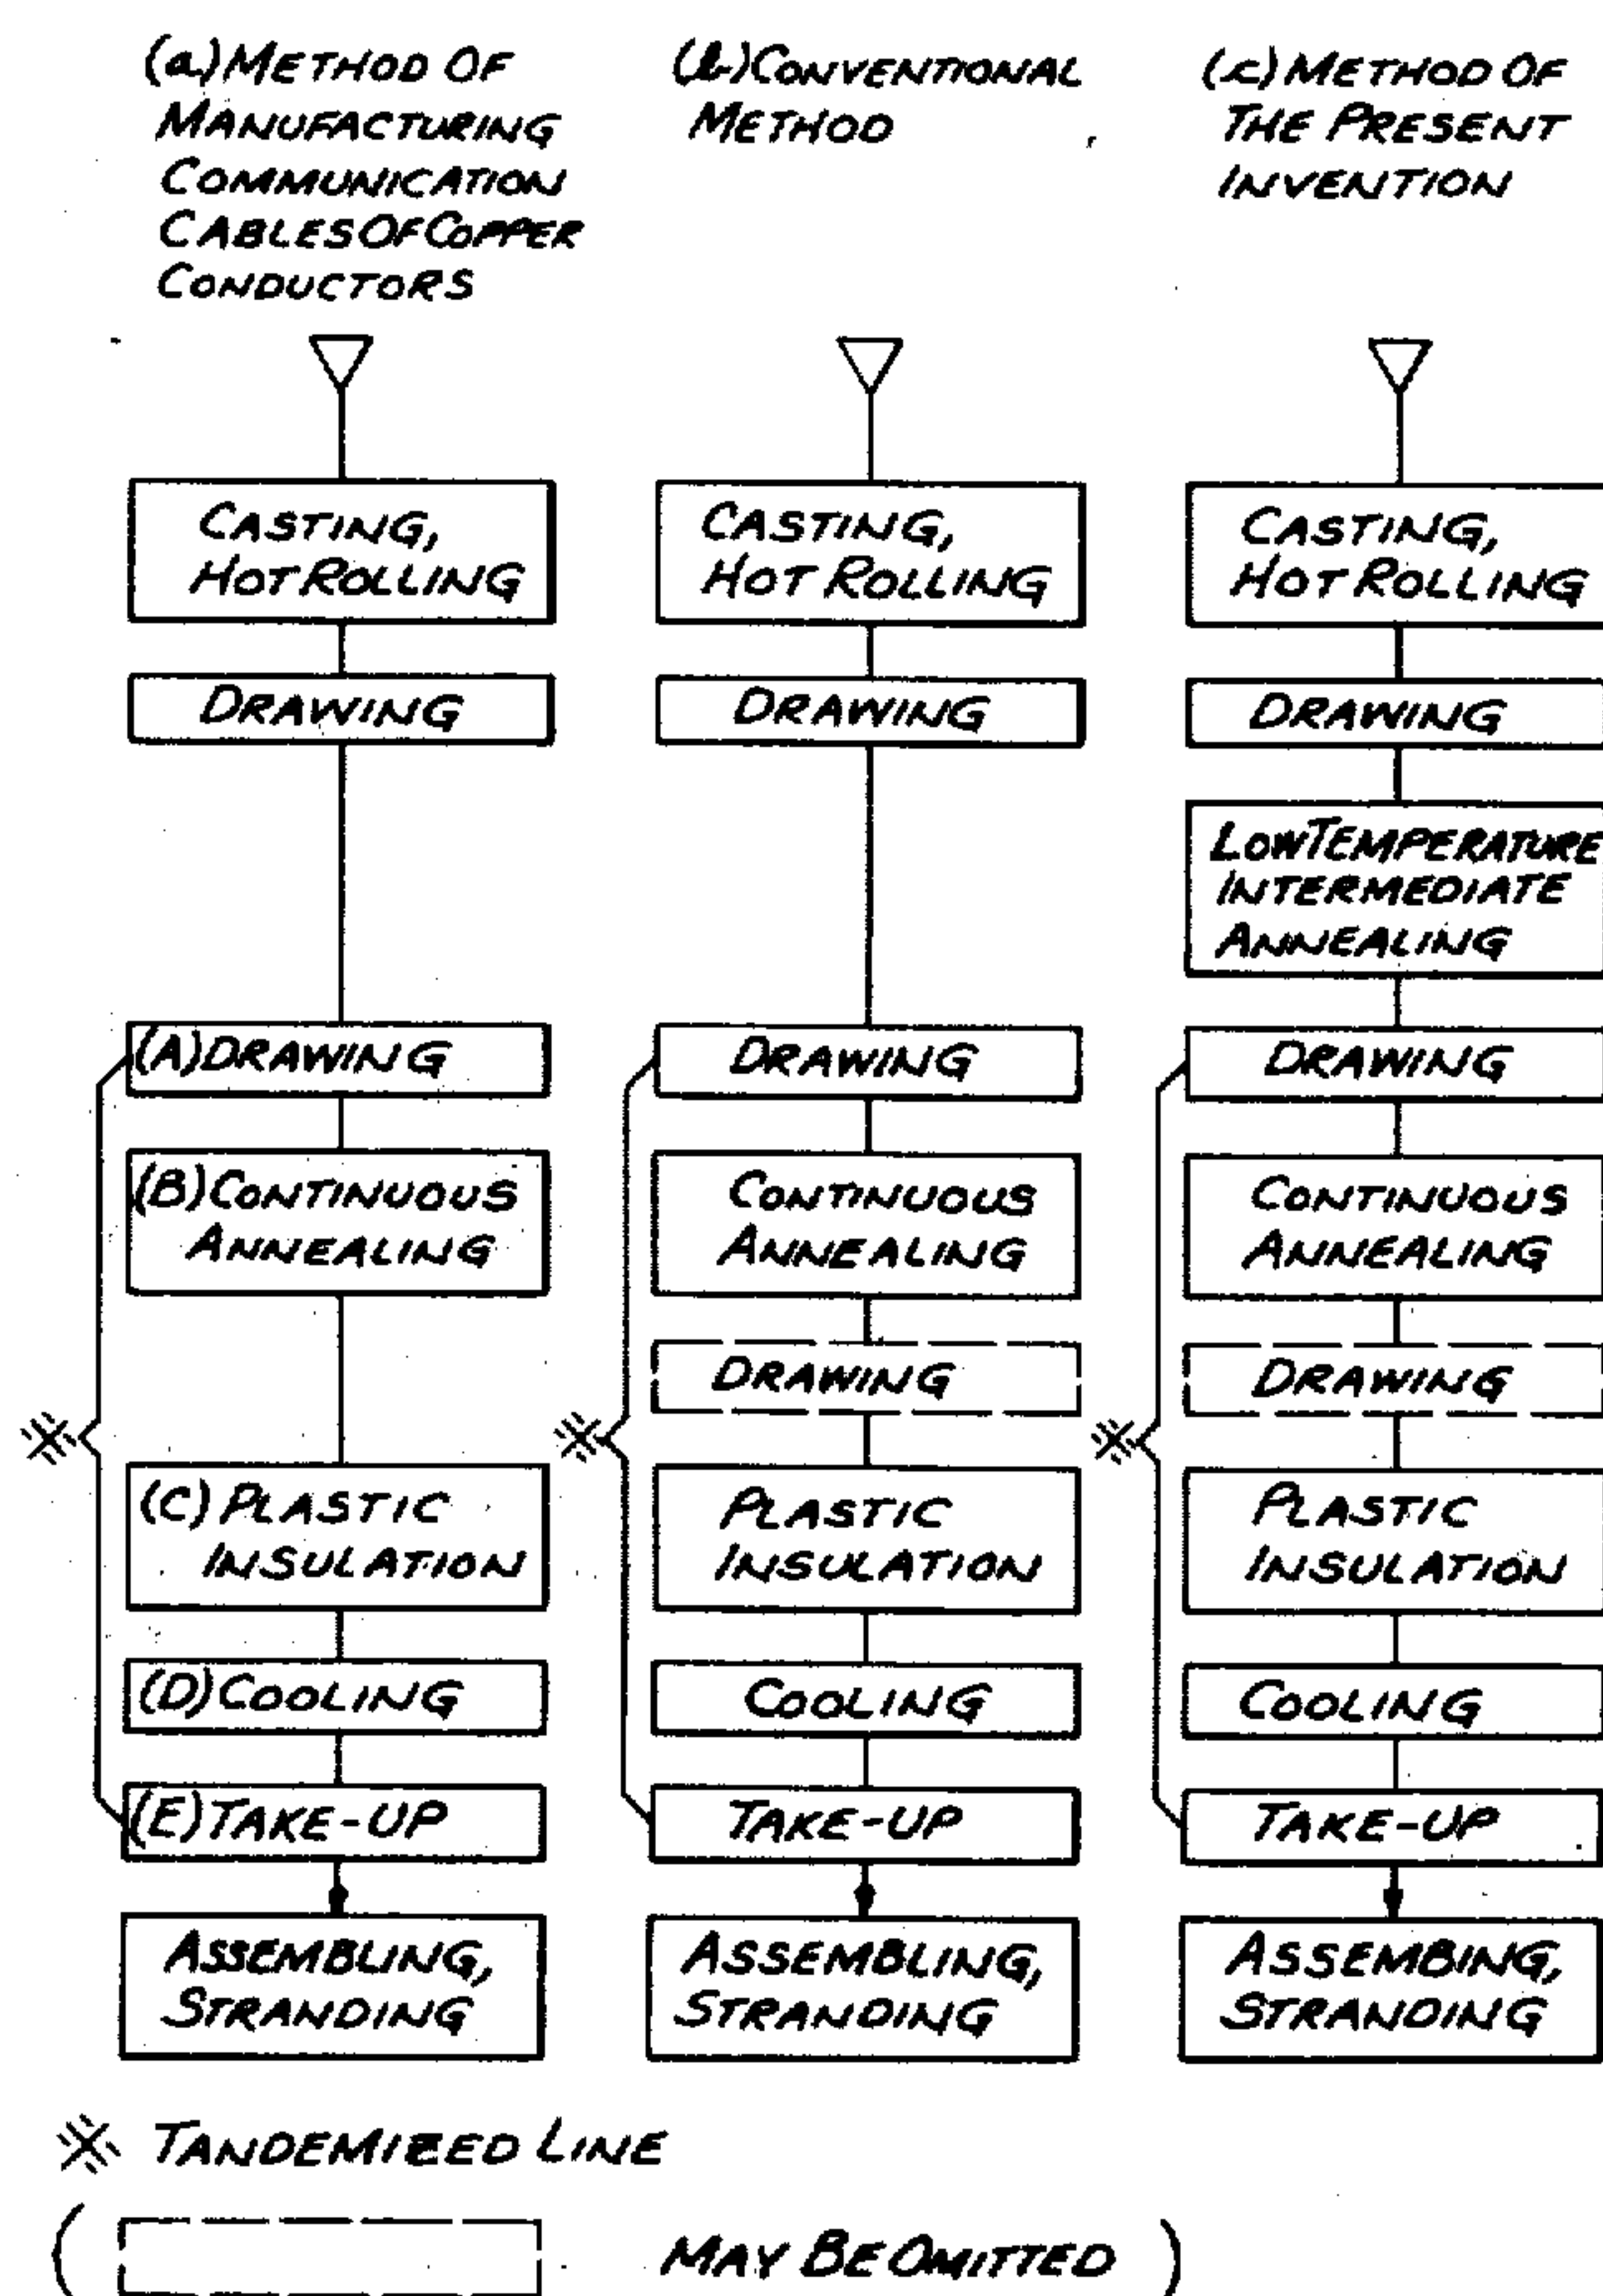 (a) METHOD OF
MANUFACTURING
COMMUNICATION
CABLES OF COPPER
CONDUCTORS
CASTING,
HOT ROLLING
DRAWING
(A) DRAWING
(B) CONTINUOUS
ANNEALING
(C) PLASTIC
INSULATION
(D) COOLING
(E) TAKE-UP
ASSEMBLING,
STRANDING
(b) CONVENTIONAL
METHOD
CASTING,
HOT ROLLING
DRAWING
DRAWING
CONTINUOUS
ANNEALING
DRAWING
PLASTIC
INSULATION
COOLING
TAKE-UP
ASSEMBLING,
STRANDING
(c) METHOD OF
THE PRESENT
INVENTION
CASTING,
HOT ROLLING
DRAWING
LOW TEMPERATURE
INTERMEDIATE
ANNEALING
DRAWING
CONTINUOUS
ANNEALING
DRAWING
PLASTIC
INSULATION
COOLING
TAKE-UP
ASSEMBING,
STRANDING
※
※
※
※ TANDEMIZED LINE
( MAY BE OMITTED )